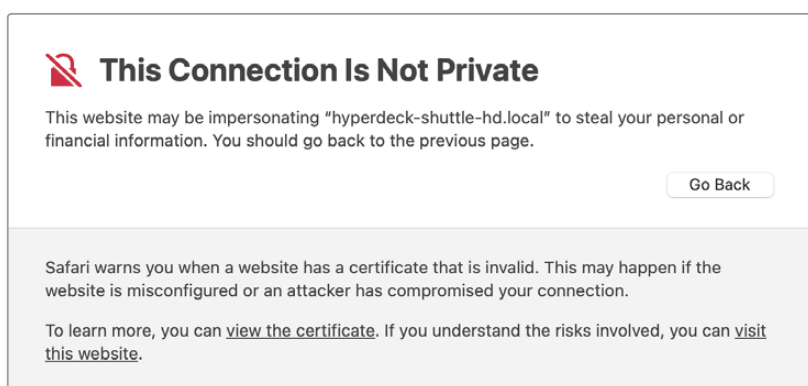 This Connection Is Not Private
This website may be impersonating “hyperdeck-shuttle-hd.local” to steal your personal or
financial information. You should go back to the previous page.
Go Back
Safari warns you when a website has a certificate that is invalid. This may happen if the
website is misconfigured or an attacker has compromised your connection.
To learn more, you can view the certificate. If you understand the risks involved, you can visit
this website.